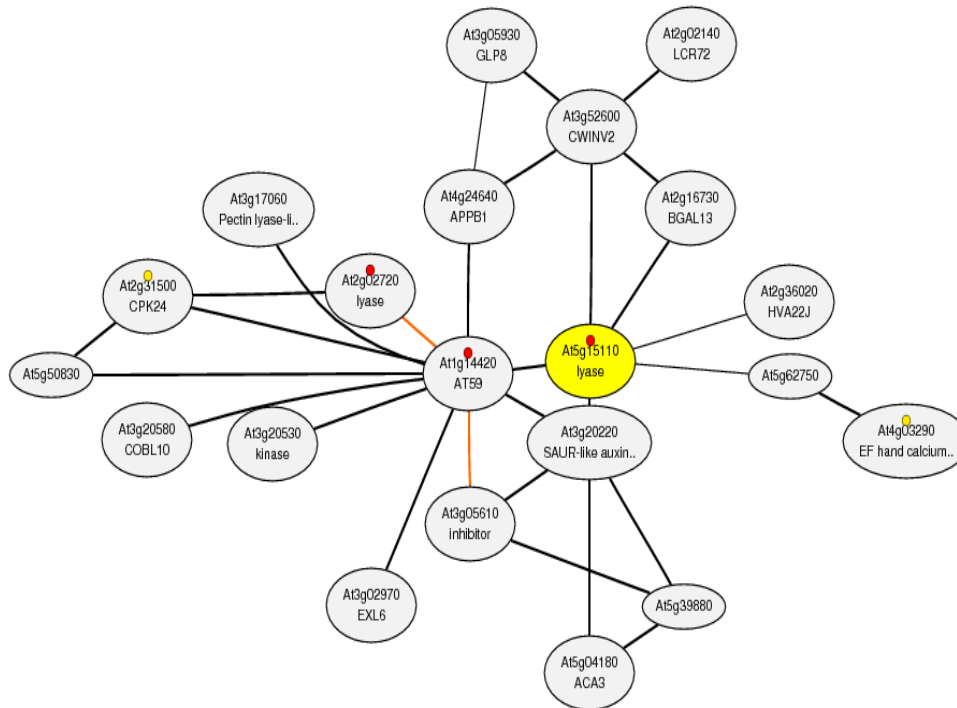 At3g05930
GLP8
At2g02140
LCR72
At3g52600
CWINV2
At3g17060
Pectin lyase-li..
At4g24640
APPB1
At2g16730
BGAL13
At2g31500
CPK24
At2g02720
lyase
At2g36020
HVA22J
At1g14420
AT59
At5g15110
lyase
At5g50830
At5g62750
At3g20580
COBL10
At3g20530
kinase
At3g20220
SAUR-like auxin..
At4g03290
EF hand calcium..
At3g05610
inhibitor
At3g02970
EXL6
At5g39880
At5g04180
ACA3